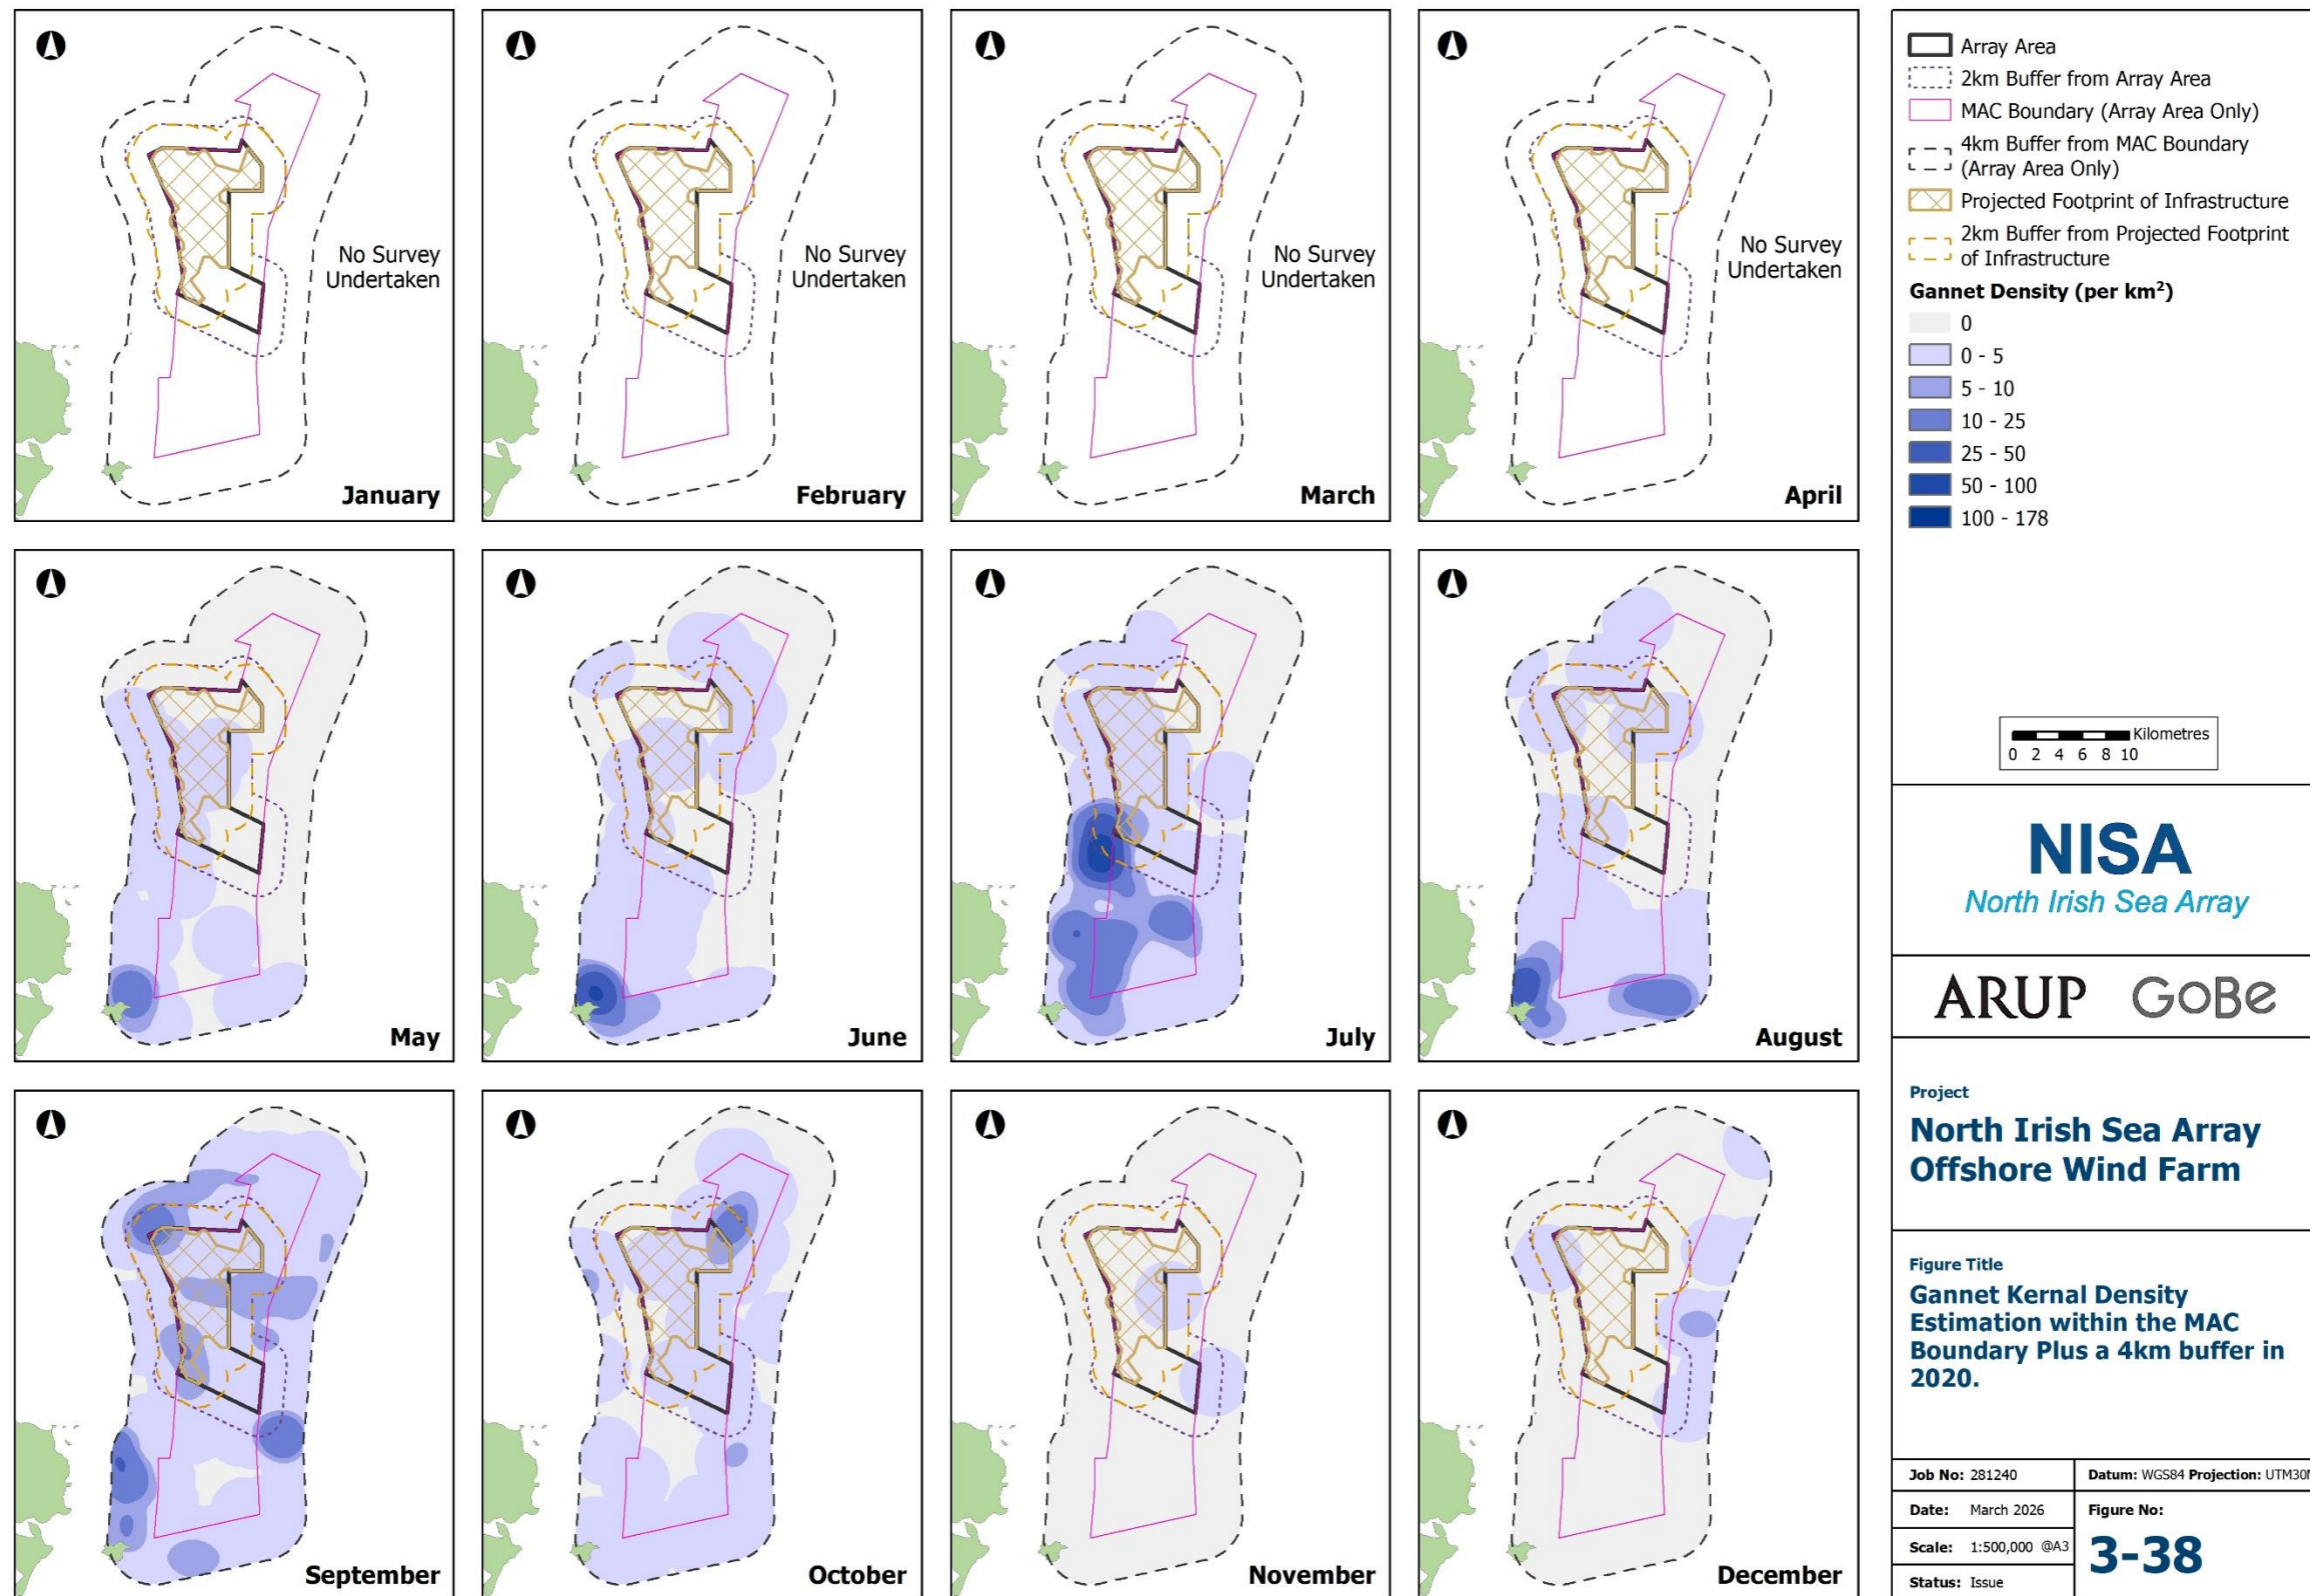 No Survey
Undertaken
January
No Survey
Undertaken
February
No Survey
Undertaken
March
No Survey
Undertaken
April
May
June
July
August
September
October
November
December
Array Area
2km Buffer from Array Area
MAC Boundary (Array Area Only)
4km Buffer from MAC Boundary
(Array Area Only)
Projected Footprint of Infrastructure
2km Buffer from Projected Footprint
of Infrastructure
Gannet Density (per km²)
0
0 - 5
5 - 10
10 - 25
25 - 50
50 - 100
100 - 178
Kilometres
0 2 4 6 8 10
NISA
North Irish Sea Array
ARUP GoBe
Project
North Irish Sea Array
Offshore Wind Farm
Figure Title
Gannet Kernal Density
Estimation within the MAC
Boundary Plus a 4km buffer in
2020.
Job No: 281240
Datum: WGS84 Projection: UTM30N
Date: March 2026
Figure No:
Scale: 1:500,000 @A3
3-38
Status: Issue